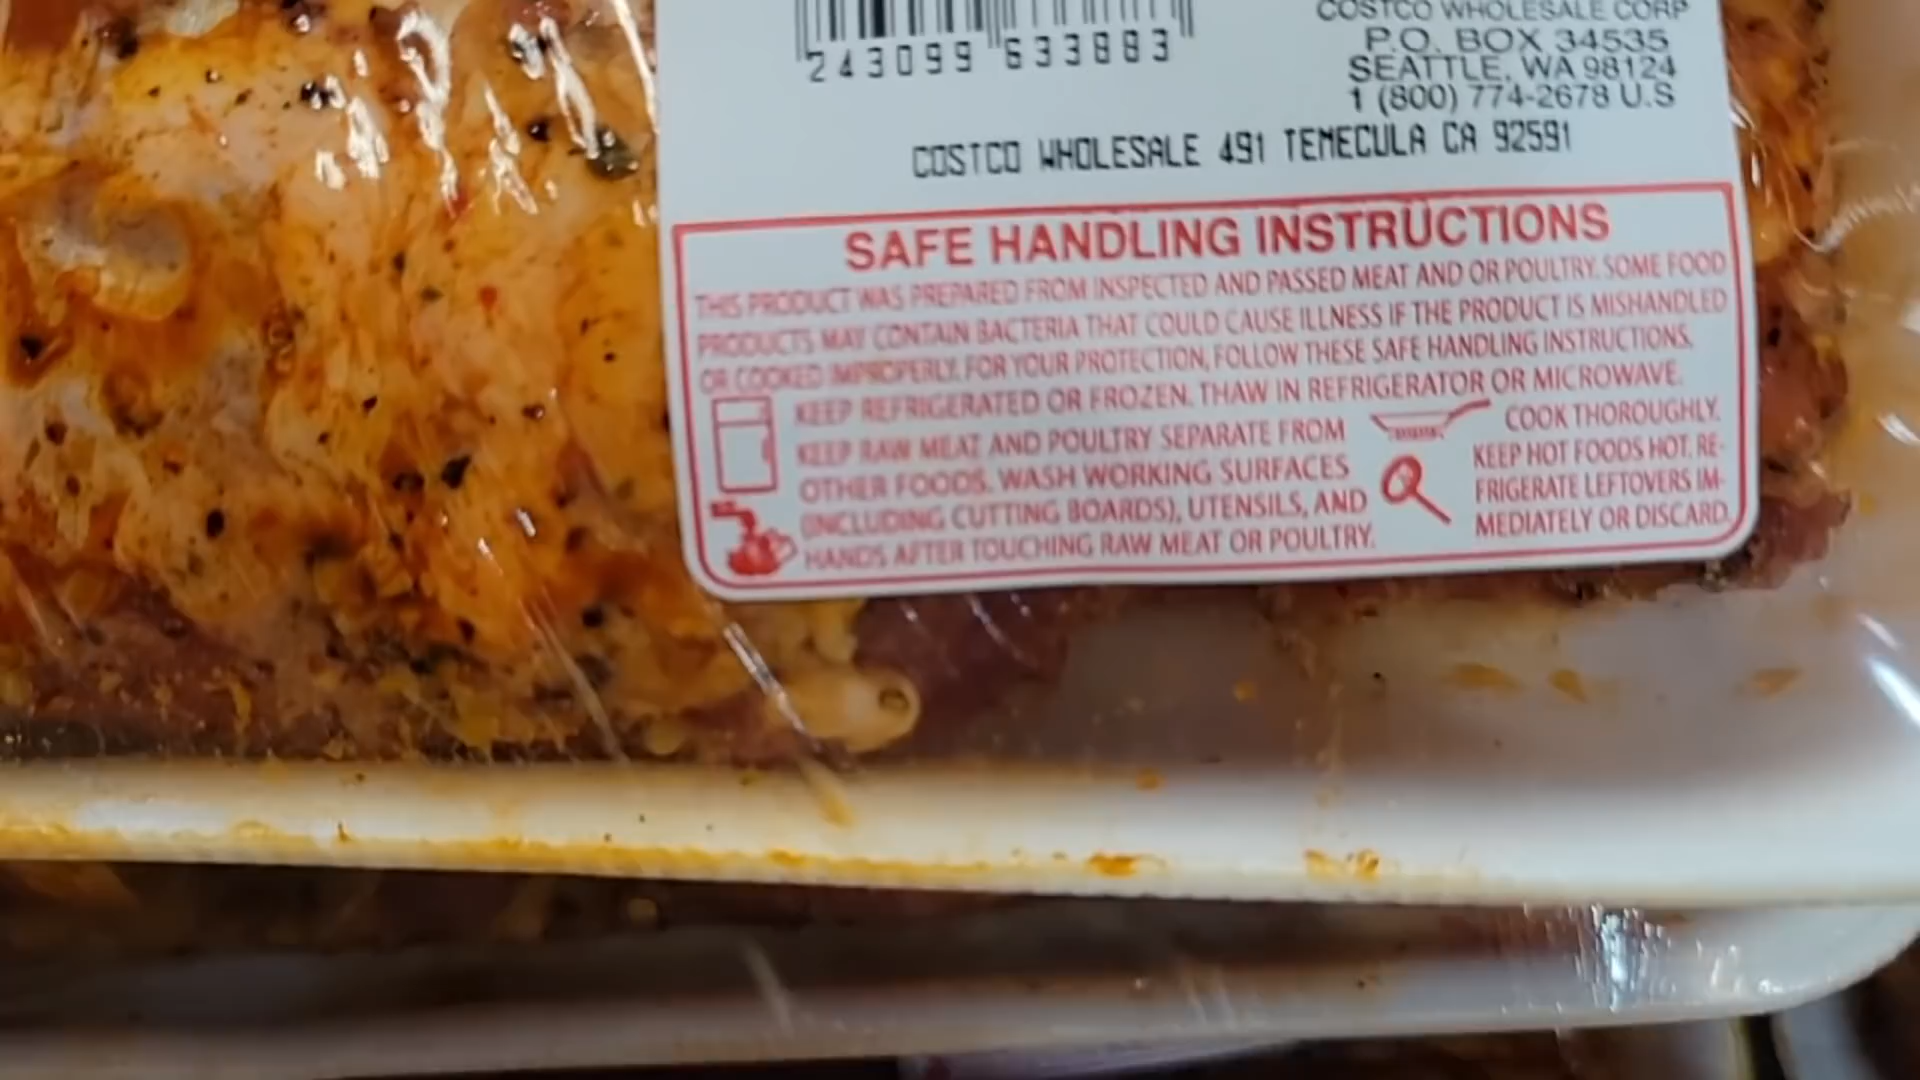 243099 633883
COSTCO WHOLESALE CORP
P.O. BOX 34535
SEATTLE, WA 98124
1 (800) 774-2678 U.S
COSTCO WHOLESALE 491 TEMECULA CA 92591
SAFE HANDLING INSTRUCTIONS
THIS PRODUCT WAS PREPARED FROM INSPECTED AND PASSED MEAT AND OR POULTRY. SOME FOOD
PRODUCTS MAY CONTAIN BACTERIA THAT COULD CAUSE ILLNESS IF THE PRODUCT IS MISHANDLED
OR COOKED IMPROPERLY. FOR YOUR PROTECTION, FOLLOW THESE SAFE HANDLING INSTRUCTIONS.
KEEP REFRIGERATED OR FROZEN. THAW IN REFRIGERATOR OR MICROWAVE.
KEEP RAW MEAT AND POULTRY SEPARATE FROM
OTHER FOODS. WASH WORKING SURFACES
(INCLUDING CUTTING BOARDS), UTENSILS, AND
HANDS AFTER TOUCHING RAW MEAT OR POULTRY.
COOK THOROUGHLY.
KEEP HOT FOODS HOT. RE-
FRIGERATE LEFTOVERS IM-
MEDIATELY OR DISCARD.